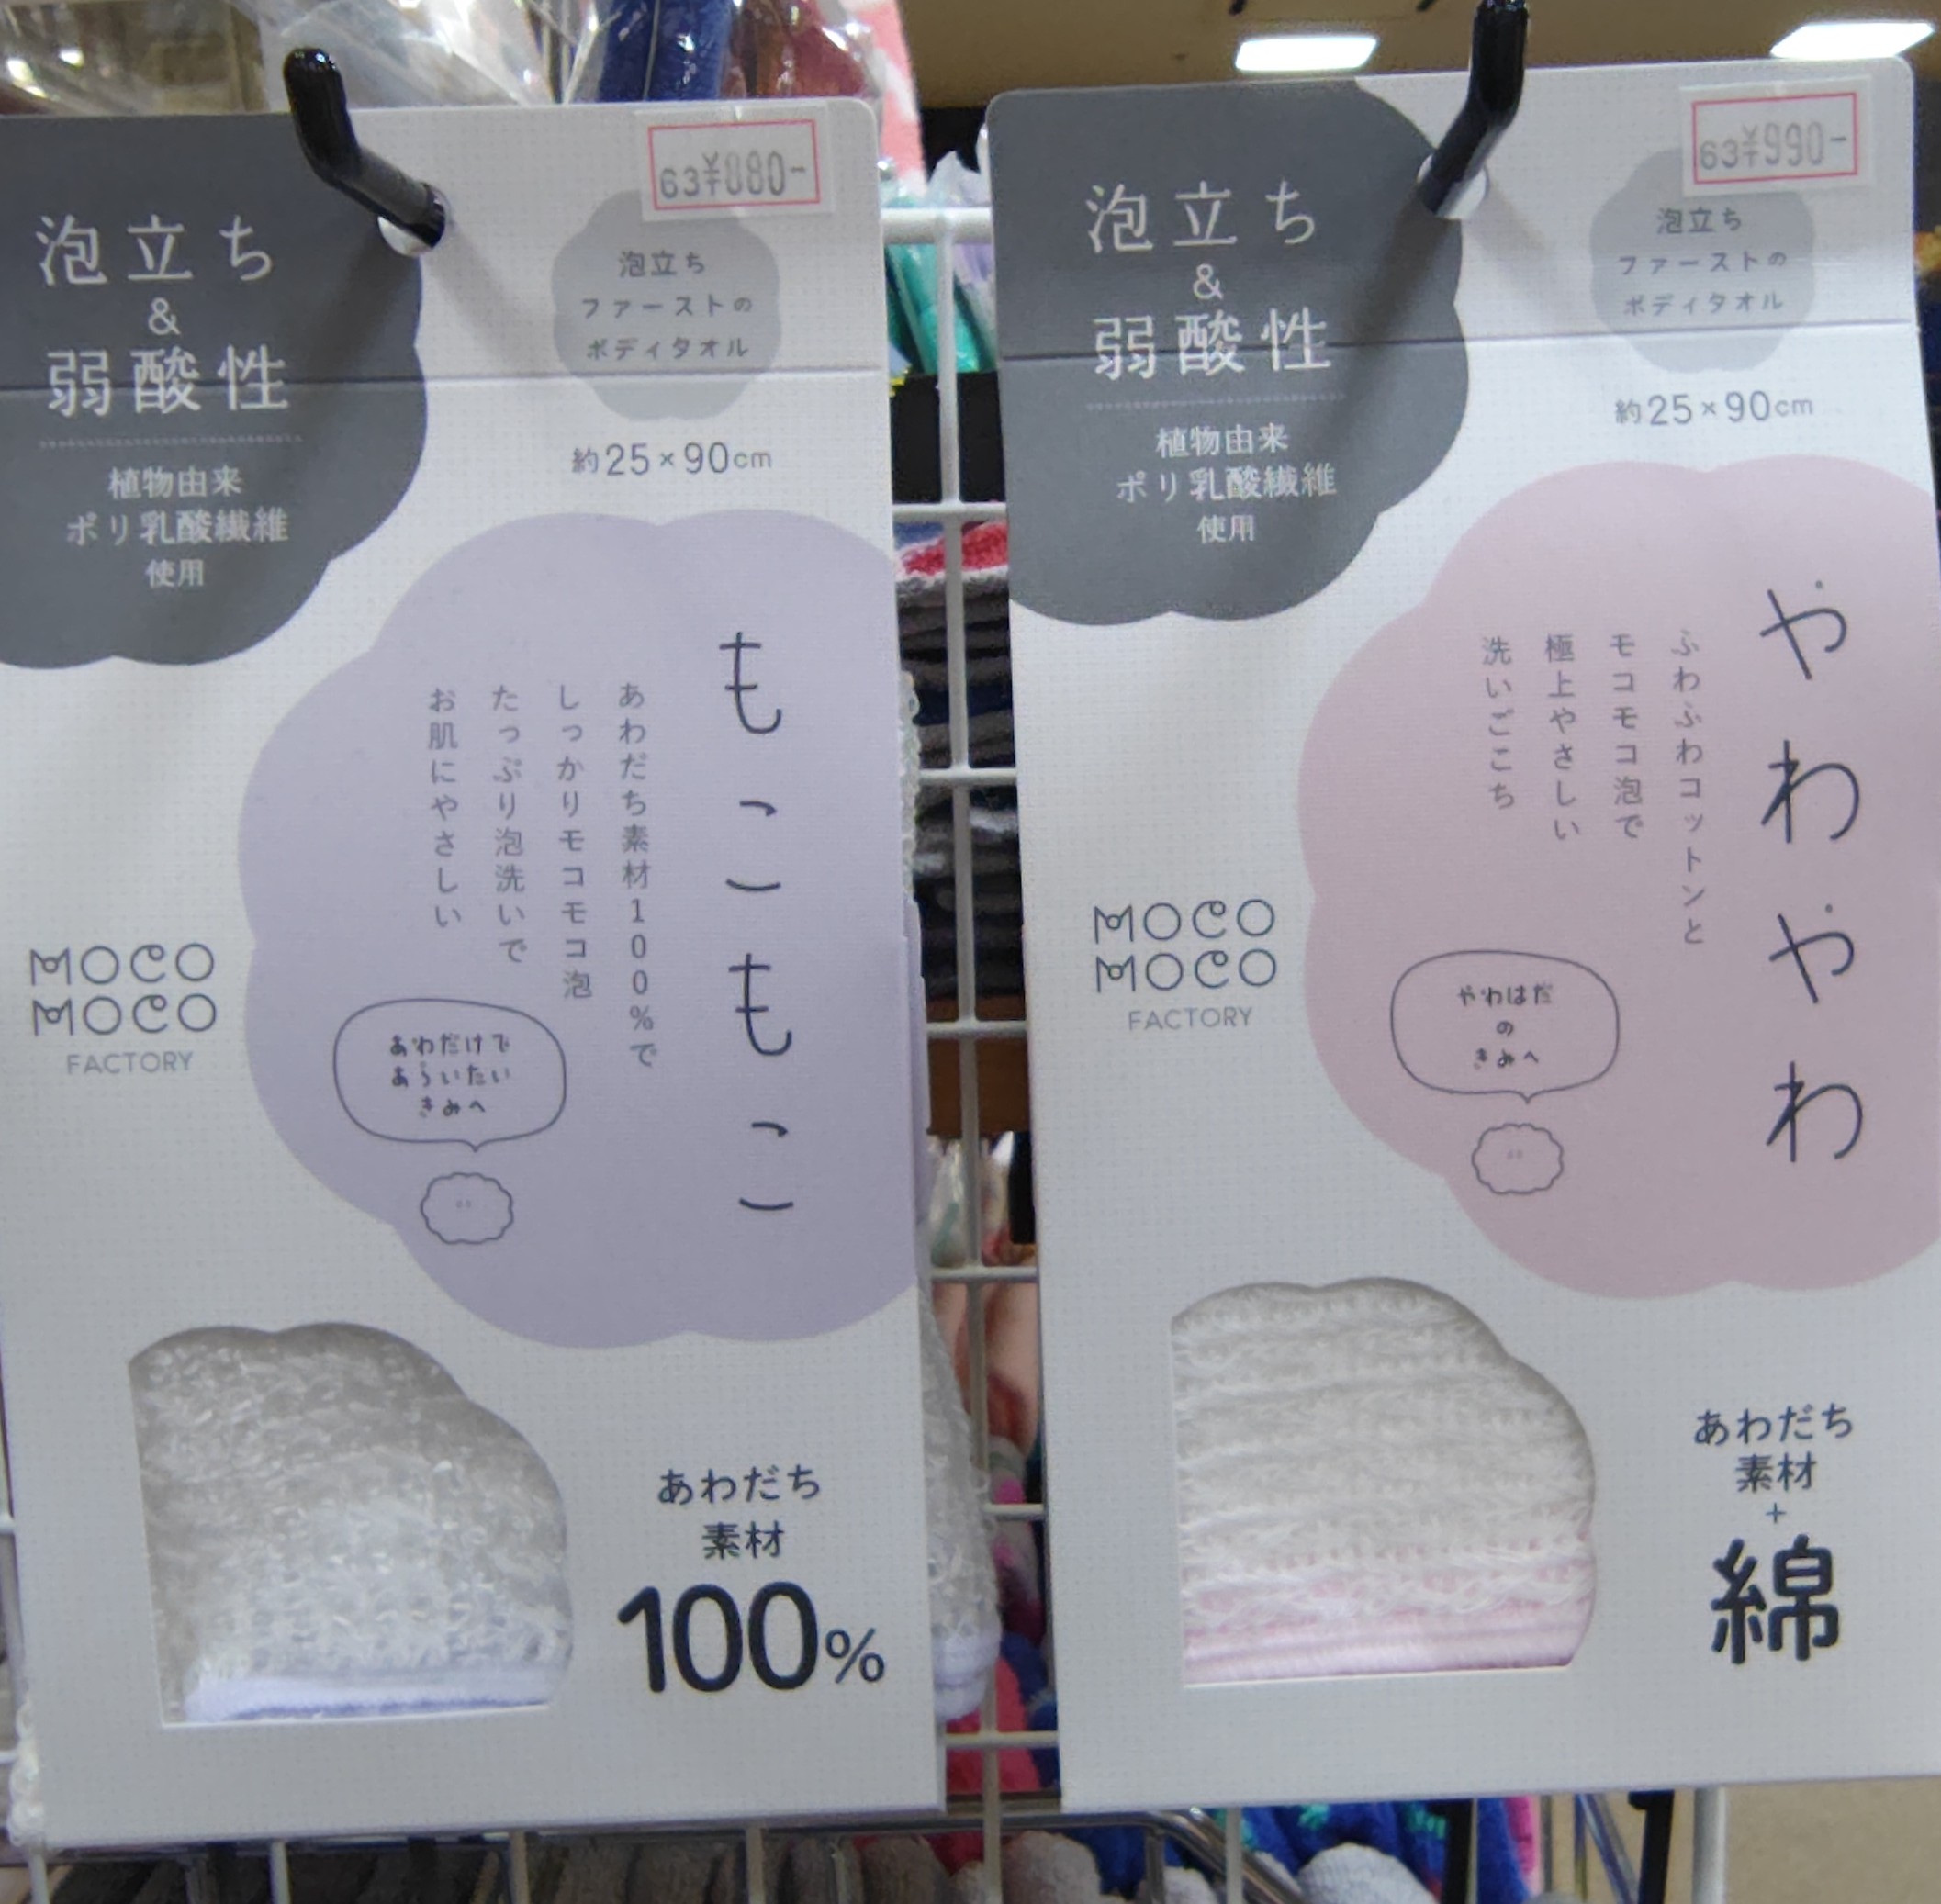 63¥880-
泡立ち
&
弱酸性
植物由来
ポリ乳酸繊維
使用
泡立ち
ファーストの
ボディタオル
約25×90cm
もこもこ
あわだち素材100%で
しっかりモコモコ泡
たっぷり泡洗いで
お肌にやさしい
MOCO
MOCO
FACTORY
あわだけで
あらいたい
きみへ
あわだち
素材
100%
63¥990-
泡立ち
&
弱酸性
植物由来
ポリ乳酸繊維
使用
泡立ち
ファーストの
ボディタオル
約25×90cm
やわやわ
ふわふわコットンと
モコモコ泡で
極上やさしい
洗いごこち
MOCO
MOCO
FACTORY
やわはだ
の
きみへ
あわだち
素材
+
綿